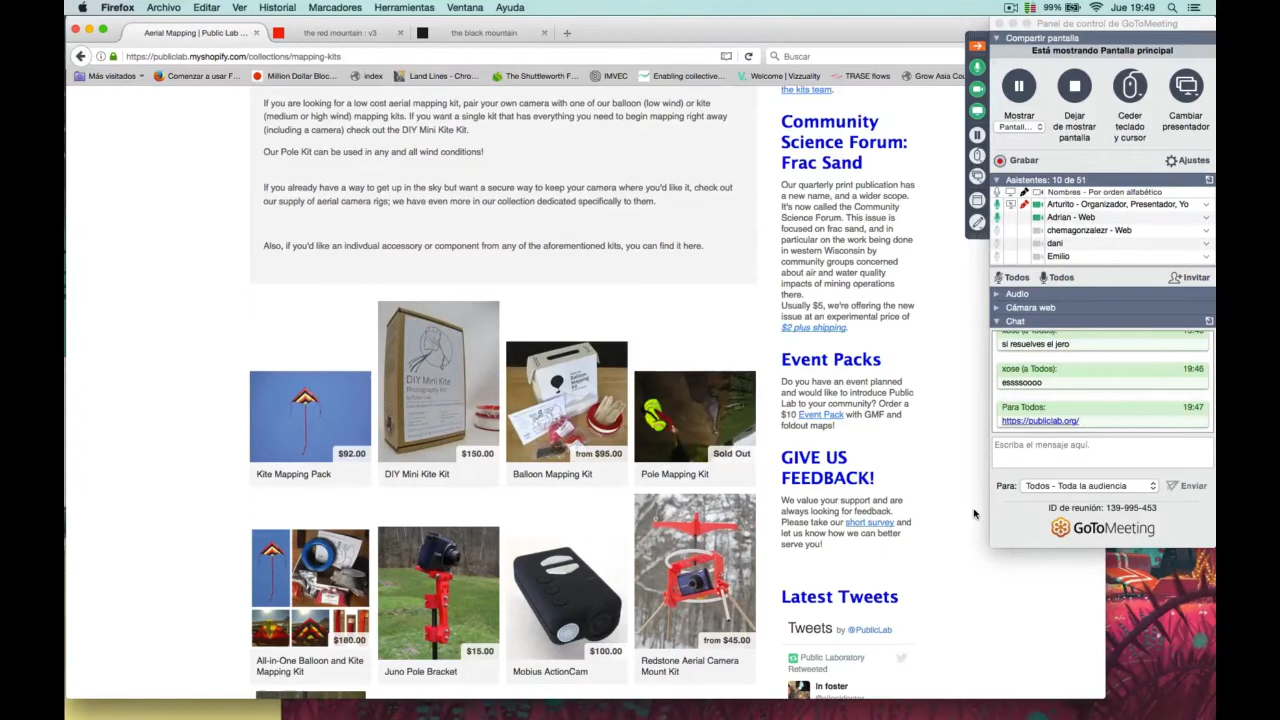 Firefox Archivo Editar Ver Historial Marcadores Herramientas Ventana Ayuda 99% Jue 19:49
Aerial Mapping | Public Lab ... × the red mountain : v3 × the black mountain × +
https://publiclab.myshopify.com/collections/mapping-kits Buscar
Más visitados Comenzar a usar F... Million Dollar Bloc... index Land Lines - Chro... The Shuttleworth F... IMVEC Enabling collective... Welcome | Vizzuality TRASE flows Grow Asia Cou
If you are looking for a low cost aerial mapping kit, pair your own camera with one of our balloon (low wind) or kite
(medium or high wind) mapping kits. If you want a single kit that has everything you need to begin mapping right away
(including a camera) check out the DIY Mini Kite Kit.
Our Pole Kit can be used in any and all wind conditions!
If you already have a way to get up in the sky but want a secure way to keep your camera where you'd like it, check out
our supply of aerial camera rigs; we have even more in our collection dedicated specifically to them.
Also, if you'd like an indivdual accessory or component from any of the aforementioned kits, you can find it here.
$92.00
Kite Mapping Pack
DIY Mini Kite
$150.00
DIY Mini Kite Kit
Balloon Mapping
from $95.00
Balloon Mapping Kit
Sold Out
Pole Mapping Kit
$180.00
All-in-One Balloon and Kite
Mapping Kit
$15.00
Juno Pole Bracket
$100.00
Mobius ActionCam
from $45.00
Redstone Aerial Camera
Mount Kit
the kits team.
Community
Science Forum:
Frac Sand
Our quarterly print publication has
a new name, and a wider scope.
It's now called the Community
Science Forum. This issue is
focused on frac sand, and in
particular on the work being done
in western Wisconsin by
community groups concerned
about air and water quality
impacts of mining operations
there.
Usually $5, we're offering the new
issue at an experimental price of
$2 plus shipping.
Event Packs
Do you have an event planned
and would like to introduce Public
Lab to your community? Order a
$10 Event Pack with GMF and
foldout maps!
GIVE US
FEEDBACK!
We value your support and are
always looking for feedback.
Please take our short survey and
let us know how we can better
serve you!
Latest Tweets
Tweets by @PublicLab
Public Laboratory
Retweeted
In foster
Panel de control de GoToMeeting
Compartir pantalla
Está mostrando Pantalla principal
Mostrar
Pantall...
Dejar
de mostrar
pantalla
Ceder
teclado
y cursor
Cambiar
presentador
Grabar Ajustes
Asistentes: 10 de 51
Nombres - Por orden alfabético
Arturito - Organizador, Presentador, Yo
Adrian - Web
chemagonzalezr - Web
dani
Emilio
Todos Todos Invitar
Audio
Cámara web
Chat
xose (a Todos):
si resuelves el jero
xose (a Todos): 19:46
esssssoooo
Para Todos: 19:47
https://publiclab.org/
Escriba el mensaje aquí.
Para: Todos - Toda la audiencia Enviar
ID de reunión: 139-995-453
GoToMeeting